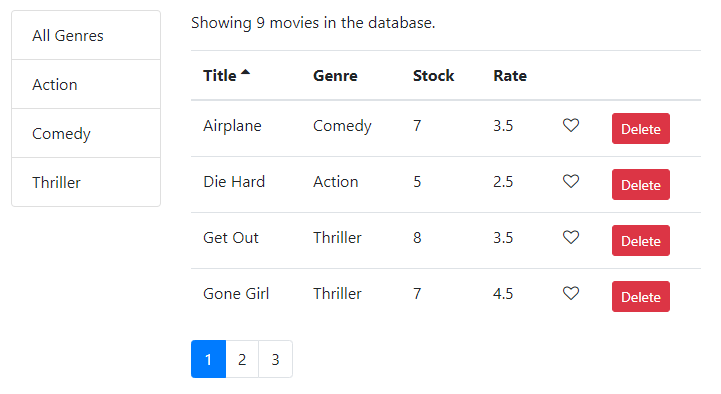 All Genres
Action
Comedy
Thriller
Showing 9 movies in the database.
Title Genre Stock Rate
Airplane Comedy 7 3.5 Delete
Die Hard Action 5 2.5 Delete
Get Out Thriller 8 3.5 Delete
Gone Girl Thriller 7 4.5 Delete
1 2 3